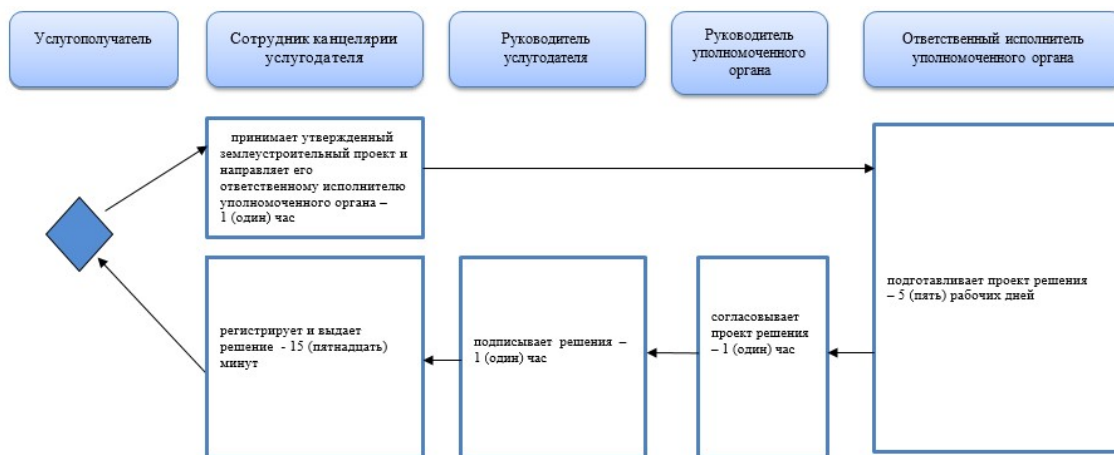 Услугополучатель
Сотрудник канцелярии
услугодателя
Руководитель
услугодателя
Руководитель
уполномоченного
органа
Ответственный исполнитель
уполномоченного органа
принимает утвержденный
землеустроительный проект и
направляет его
ответственному исполнителю
уполномоченного органа –
1 (один) час
регистрирует и выдает
решение - 15 (пятнадцать)
минут
подписывает решения –
1 (один) час
согласовывает
проект решения
– 1 (один) час
подготавливает проект решения
– 5 (пять) рабочих дней